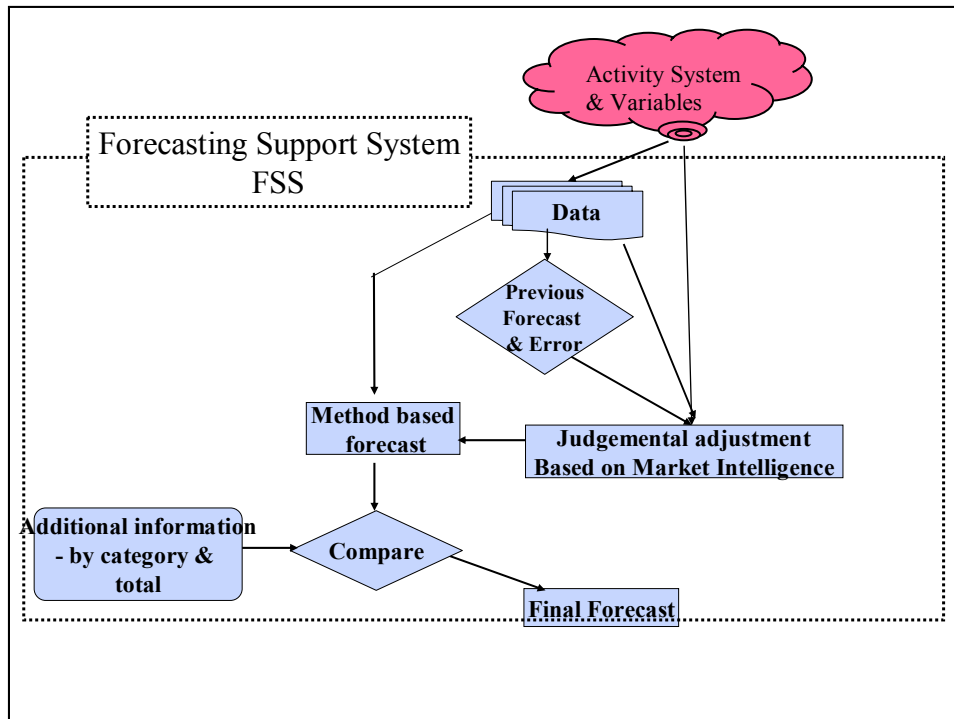 Activity System
& Variables
Forecasting Support System
FSS
Data
Previous
Forecast
& Error
Method based
forecast
Judgemental adjustment
Based on Market Intelligence
Additional information
- by category &
total
Compare
Final Forecast